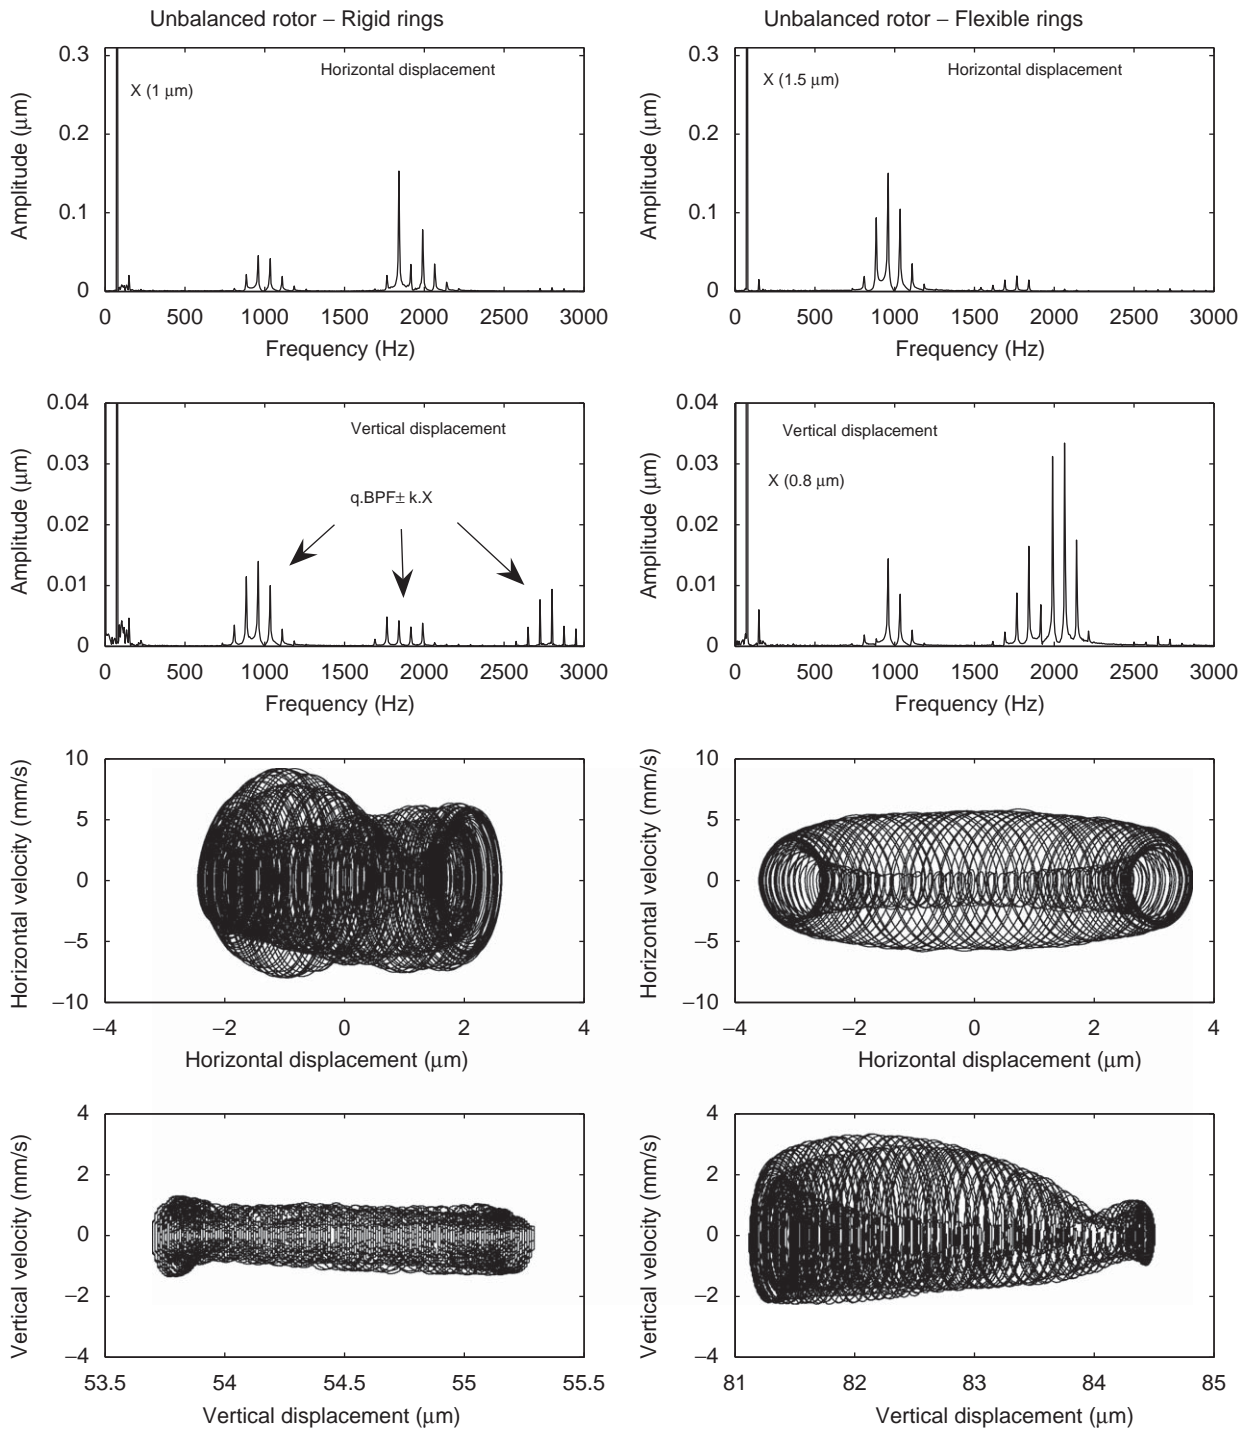 Unbalanced rotor – Rigid rings
Unbalanced rotor – Flexible rings
0.3
0.2
0.1
0
Amplitude (μm)
X (1 μm)
Horizontal displacement
0 500 1000 1500 2000 2500 3000
Frequency (Hz)
0.3
0.2
0.1
0
Amplitude (μm)
X (1.5 μm)
Horizontal displacement
0 500 1000 1500 2000 2500 3000
Frequency (Hz)
0.04
0.03
0.02
0.01
0
Amplitude (μm)
Vertical displacement
q.BPF± k.X
0 500 1000 1500 2000 2500 3000
Frequency (Hz)
0.04
0.03
0.02
0.01
0
Amplitude (μm)
Vertical displacement
X (0.8 μm)
0 500 1000 1500 2000 2500 3000
Frequency (Hz)
10
5
0
−5
−10
Horizontal velocity (mm/s)
−4 −2 0 2 4
Horizontal displacement (μm)
10
5
0
−5
−10
Horizontal velocity (mm/s)
−4 −2 0 2 4
Horizontal displacement (μm)
4
2
0
−2
−4
Vertical velocity (mm/s)
53.5 54 54.5 55 55.5
Vertical displacement (μm)
4
2
0
−2
−4
Vertical velocity (mm/s)
81 82 83 84 85
Vertical displacement (μm)